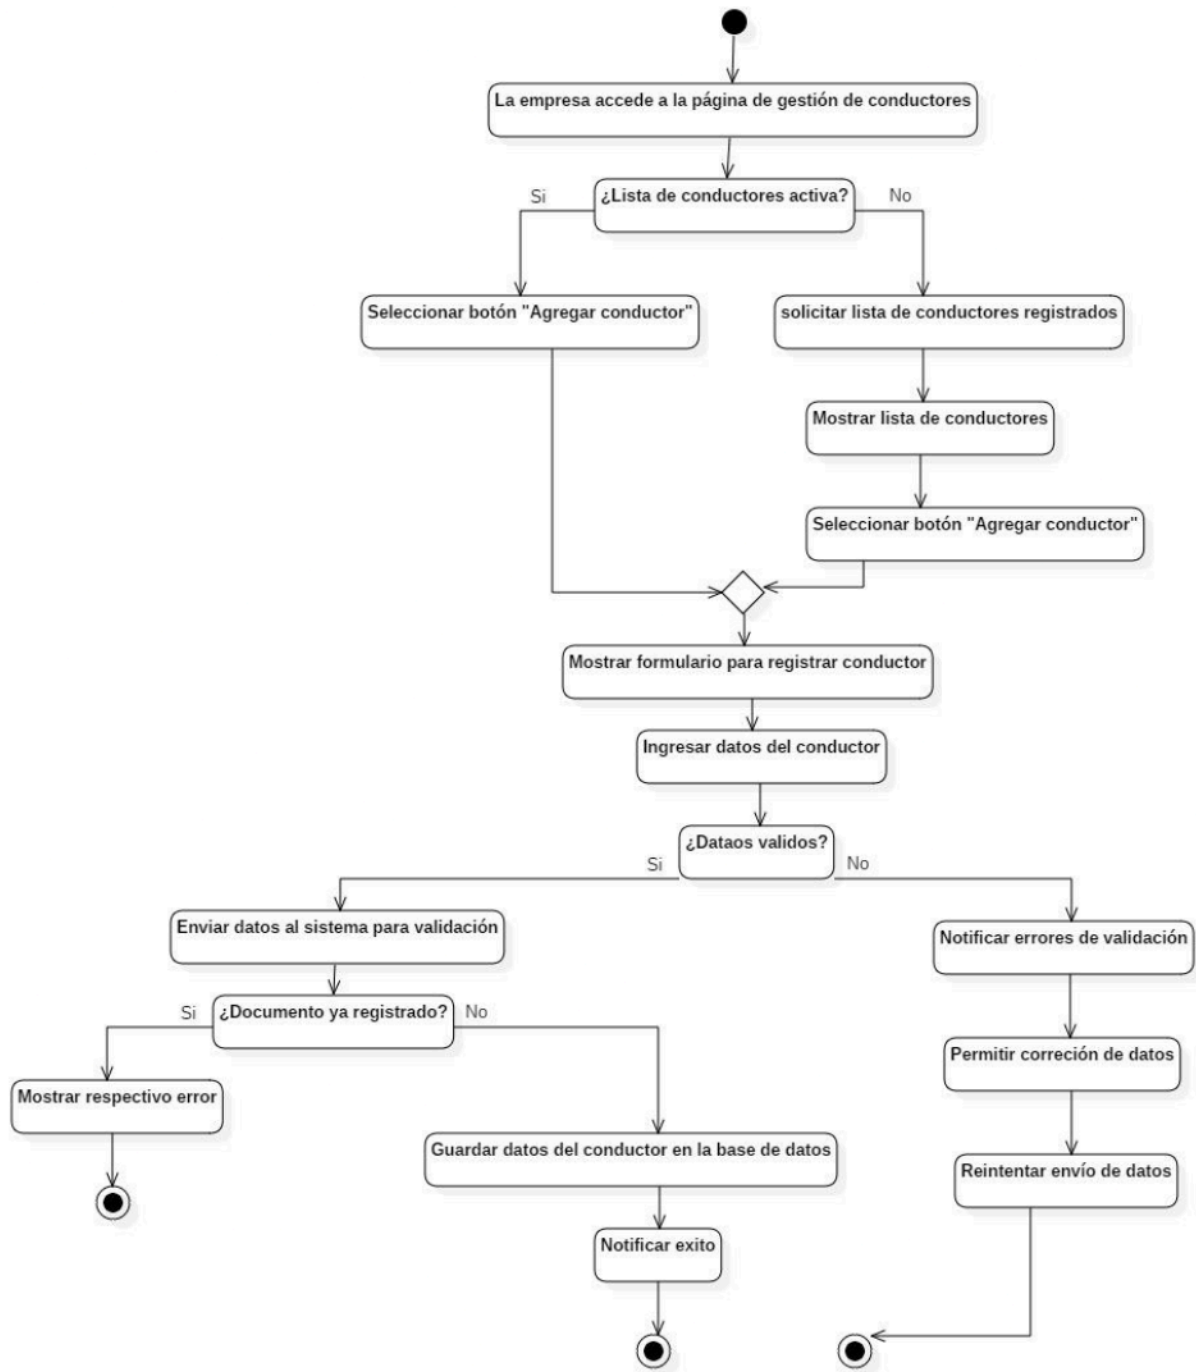 La empresa accede a la página de gestión de conductores
¿Lista de conductores activa?
Si
No
Seleccionar botón "Agregar conductor"
solicitar lista de conductores registrados
Mostrar lista de conductores
Seleccionar botón "Agregar conductor"
Mostrar formulario para registrar conductor
Ingresar datos del conductor
¿Dataos validos?
Si
No
Enviar datos al sistema para validación
Notificar errores de validación
¿Documento ya registrado?
Si
No
Permitir correción de datos
Mostrar respectivo error
Guardar datos del conductor en la base de datos
Reintentar envío de datos
Notificar exito